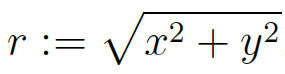 r := √(x² + y²)